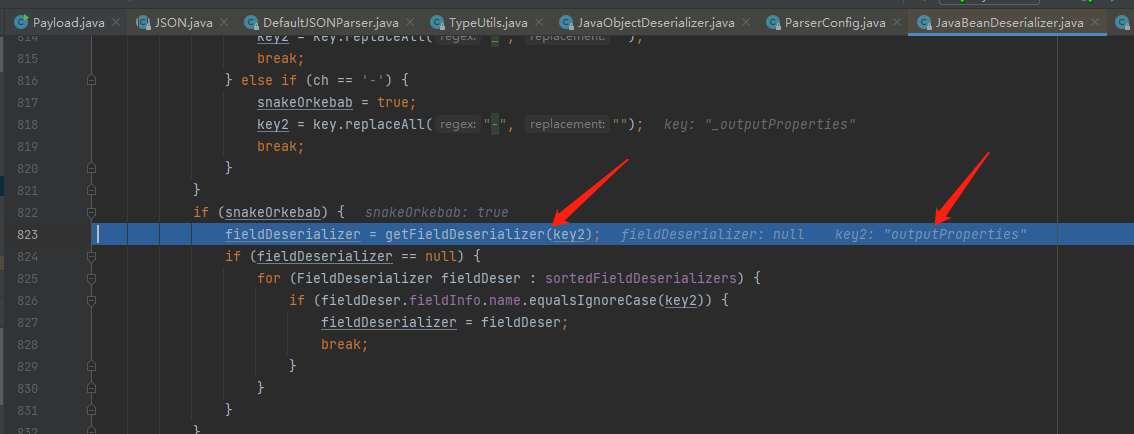 Payload.java × JSON.java × DefaultJSONParser.java × TypeUtils.java × JavaObjectDeserializer.java × ParserConfig.java × JavaBeanDeserializer.java ×
814 key2 = key.replaceAll( regex: "_", replacement: "");
815 break;
816 } else if (ch == '-') {
817 snakeOrkebab = true;
818 key2 = key.replaceAll( regex: "-", replacement: ""); key: "_outputProperties"
819 break;
820 }
821 }
822 if (snakeOrkebab) { snakeOrkebab: true
823 fieldDeserializer = getFieldDeserializer(key2); fieldDeserializer: null key2: "outputProperties"
824 if (fieldDeserializer == null) {
825 for (FieldDeserializer fieldDeser : sortedFieldDeserializers) {
826 if (fieldDeser.fieldInfo.name.equalsIgnoreCase(key2)) {
827 fieldDeserializer = fieldDeser;
828 break;
829 }
830 }
831 }
832 }